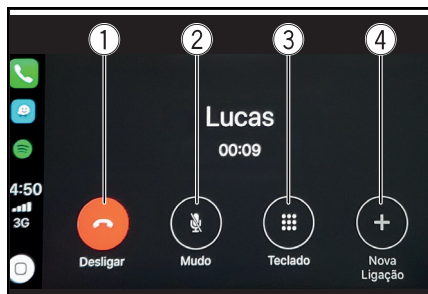 1 2 3 4
Lucas
00:09
4:50
3G
Desligar Mudo Teclado Nova
Ligação